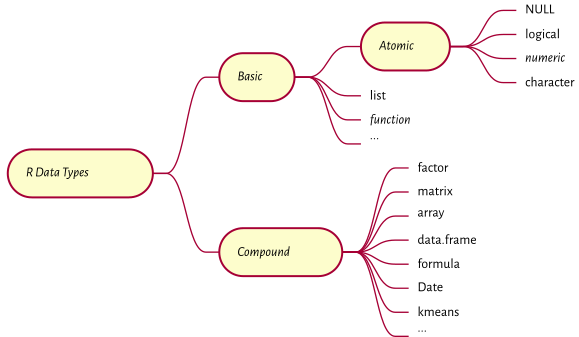 NULL
logical
numeric
character
Atomic
Basic
list
function
...
R Data Types
Compound
factor
matrix
array
data.frame
formula
Date
kmeans
...